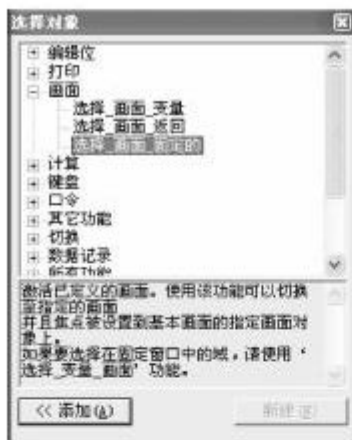 选择对象
编辑位
打印
画面
选择_画面_变量
选择_画面_返回
选择_画面_固定的
计算
键盘
口令
其它功能
切换
数据记录
所有功能
激活已定义的画面。使用该功能可以切换
至指定的画面
并且焦点被设置到基本画面的指定画面对
象上。
如果要选择在固定窗口中的域，请使用‘
选择_变量_画面’功能。
<< 添加(A)
新建(E)